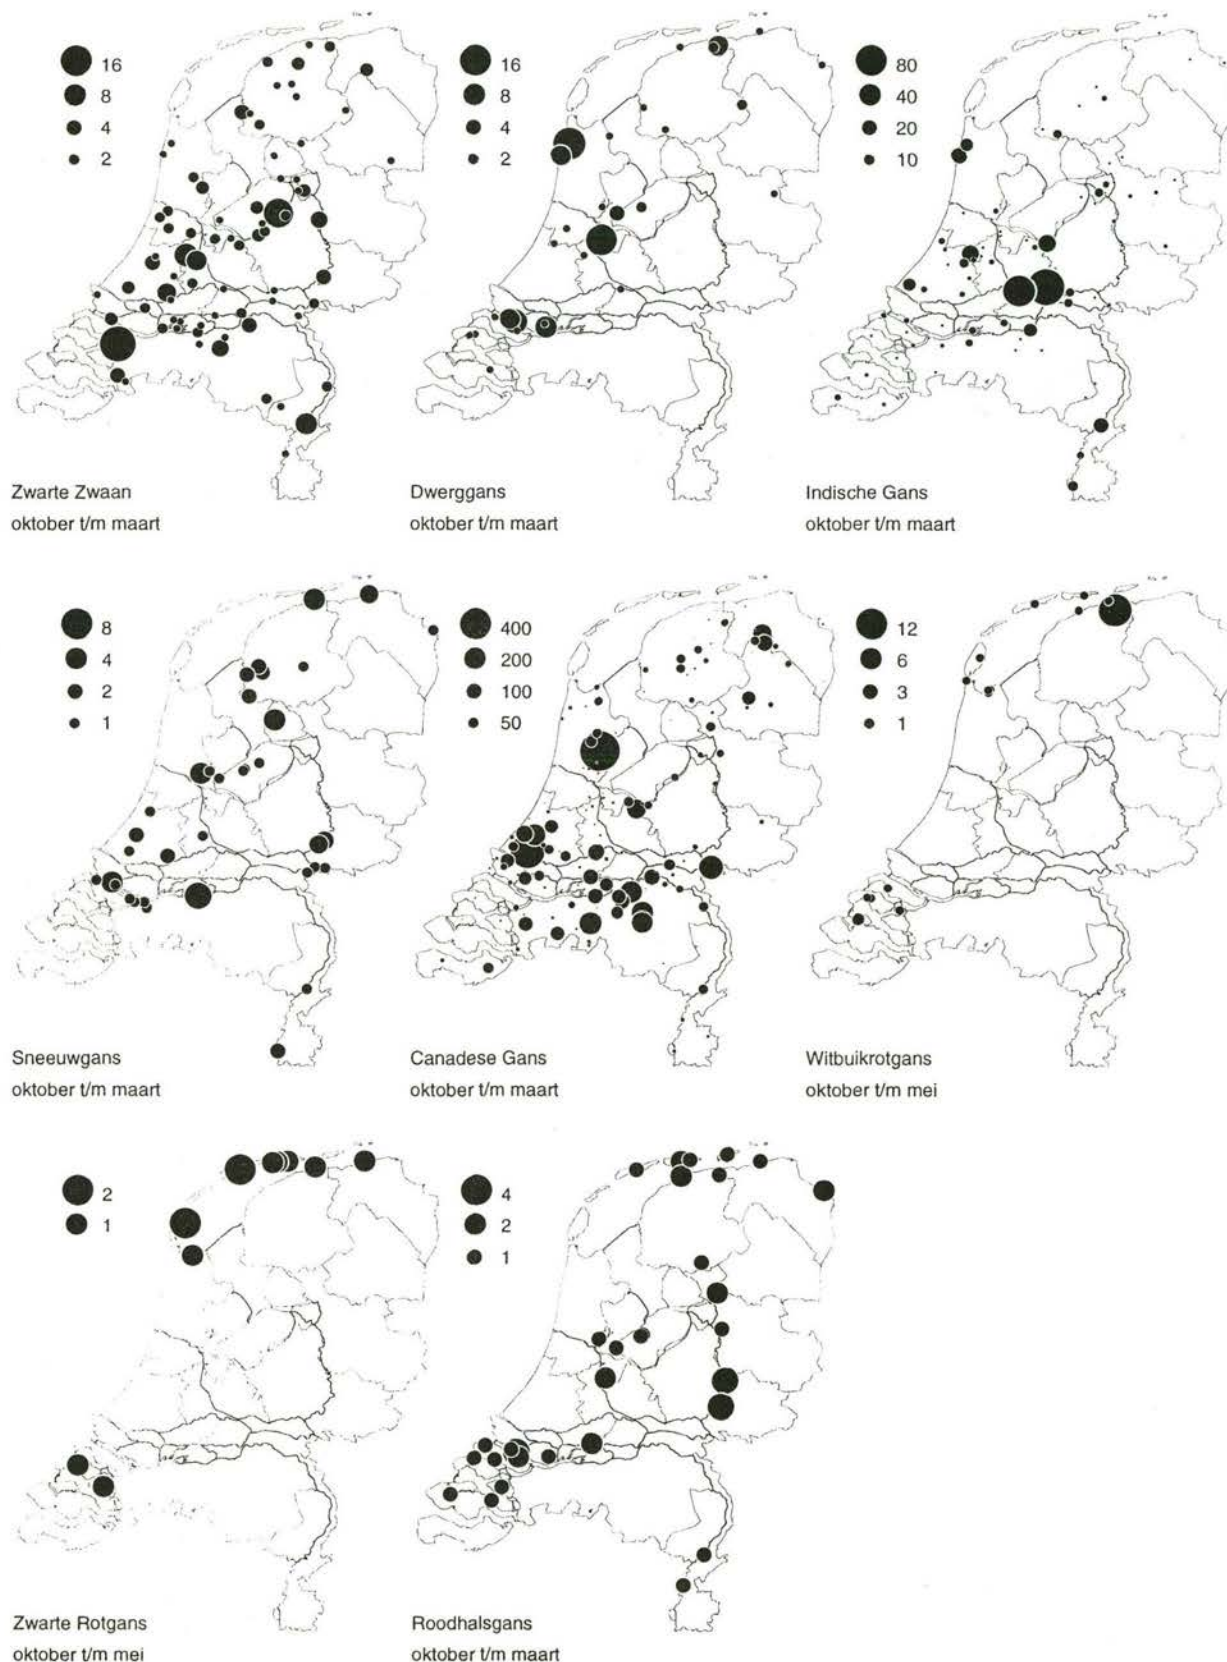 16
8
4
2
Zwarte Zwaan
oktober t/m maart
16
8
4
2
Dwerggans
oktober t/m maart
80
40
20
10
Indische Gans
oktober t/m maart
8
4
2
1
Sneeuwgans
oktober t/m maart
400
200
100
50
Canadese Gans
oktober t/m maart
12
6
3
1
Witbuikrotgans
oktober t/m mei
2
1
Zwarte Rotgans
oktober t/m mei
4
2
1
Roodhalsgans
oktober t/m maart